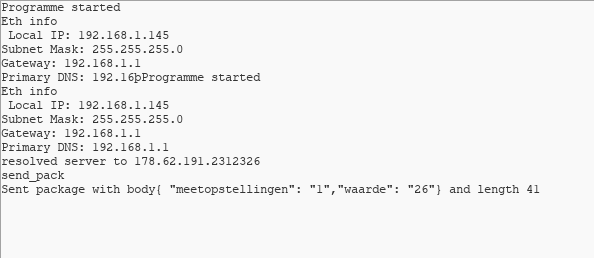 Programme started
Eth info
 Local IP: 192.168.1.145
Subnet Mask: 255.255.255.0
Gateway: 192.168.1.1
Primary DNS: 192.16þProgramme started
Eth info
 Local IP: 192.168.1.145
Subnet Mask: 255.255.255.0
Gateway: 192.168.1.1
Primary DNS: 192.168.1.1
resolved server to 178.62.191.2312326
send_pack
Sent package with body{ "meetopstellingen": "1","waarde": "26"} and length 41